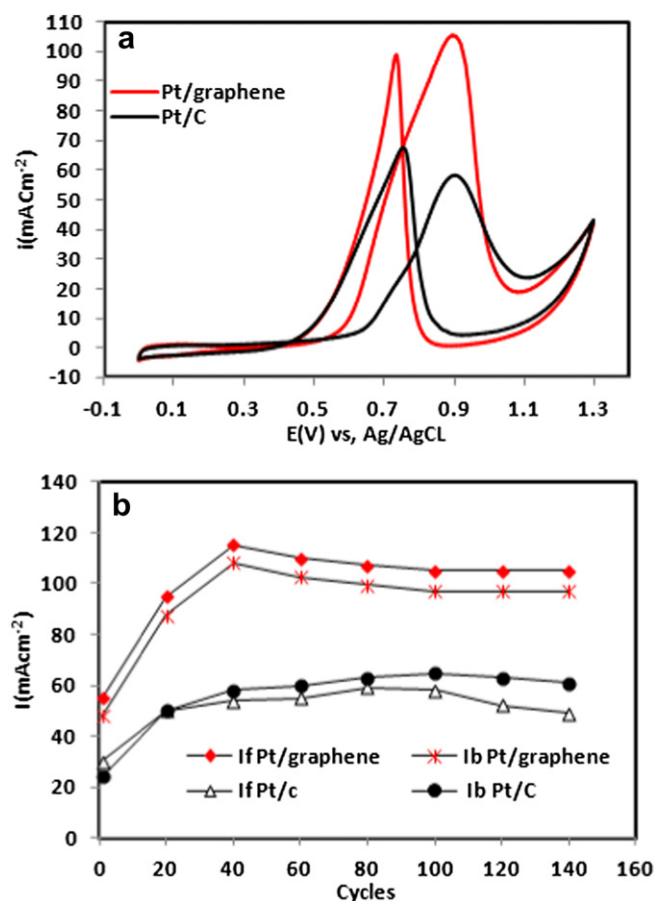 a
110
100
90
80
70
60
50
40
30
20
10
0
-10
i(mACm-2)
Pt/graphene
Pt/C
-0.1 0.1 0.3 0.5 0.7 0.9 1.1 1.3
E(V) vs, Ag/AgCL
b
140
120
100
80
60
40
20
0
I(mAcm-2)
If Pt/graphene Ib Pt/graphene
If Pt/c Ib Pt/C
0 20 40 60 80 100 120 140 160
Cycles